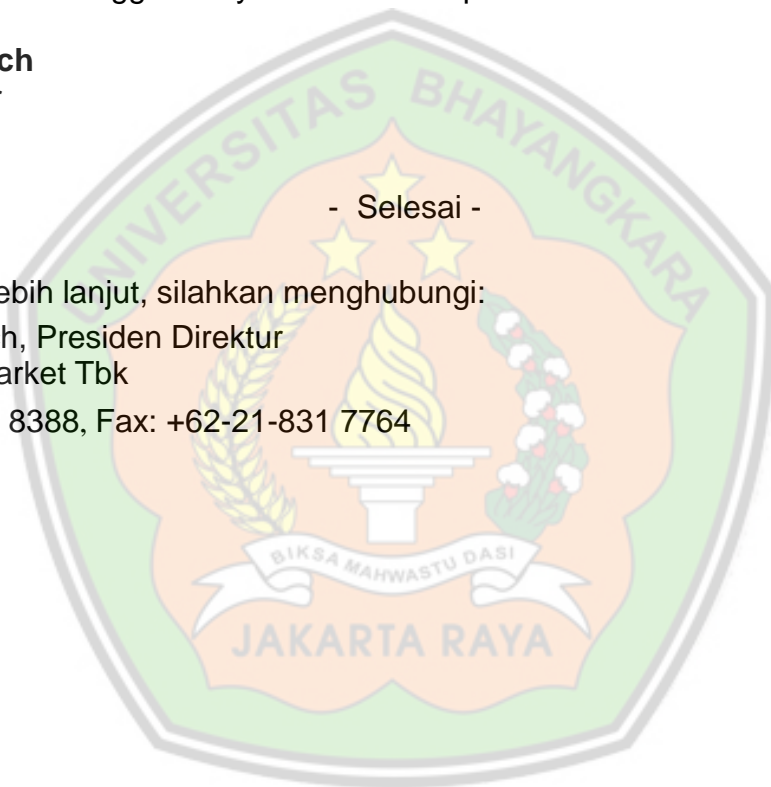 ch
- Selesai -
ebih lanjut, silahkan menghubungi:
h, Presiden Direktur
arket Tbk
8388, Fax: +62-21-831 7764
UNIVERSITAS BHAYANGKARA
BIKSA MAHWASTU DASI
JAKARTA RAYA